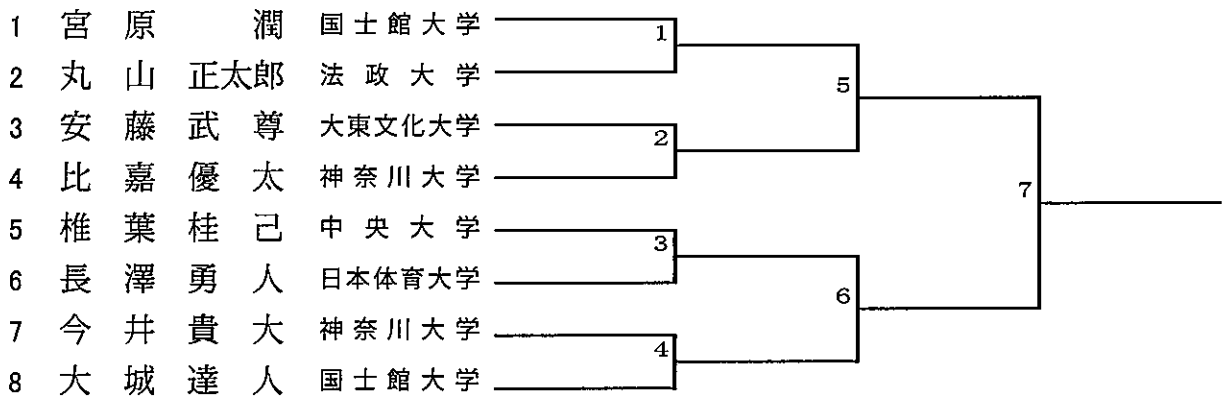 1 宮原 潤 国士館大学
2 丸山 正太郎 法政大学
3 安藤武尊 大東文化大学
4 比嘉優太 神奈川大学
5 椎葉桂己 中央大学
6 長澤勇人 日本体育大学
7 今井貴大 神奈川大学
8 大城達人 国士館大学
1
2
3
4
5
6
7